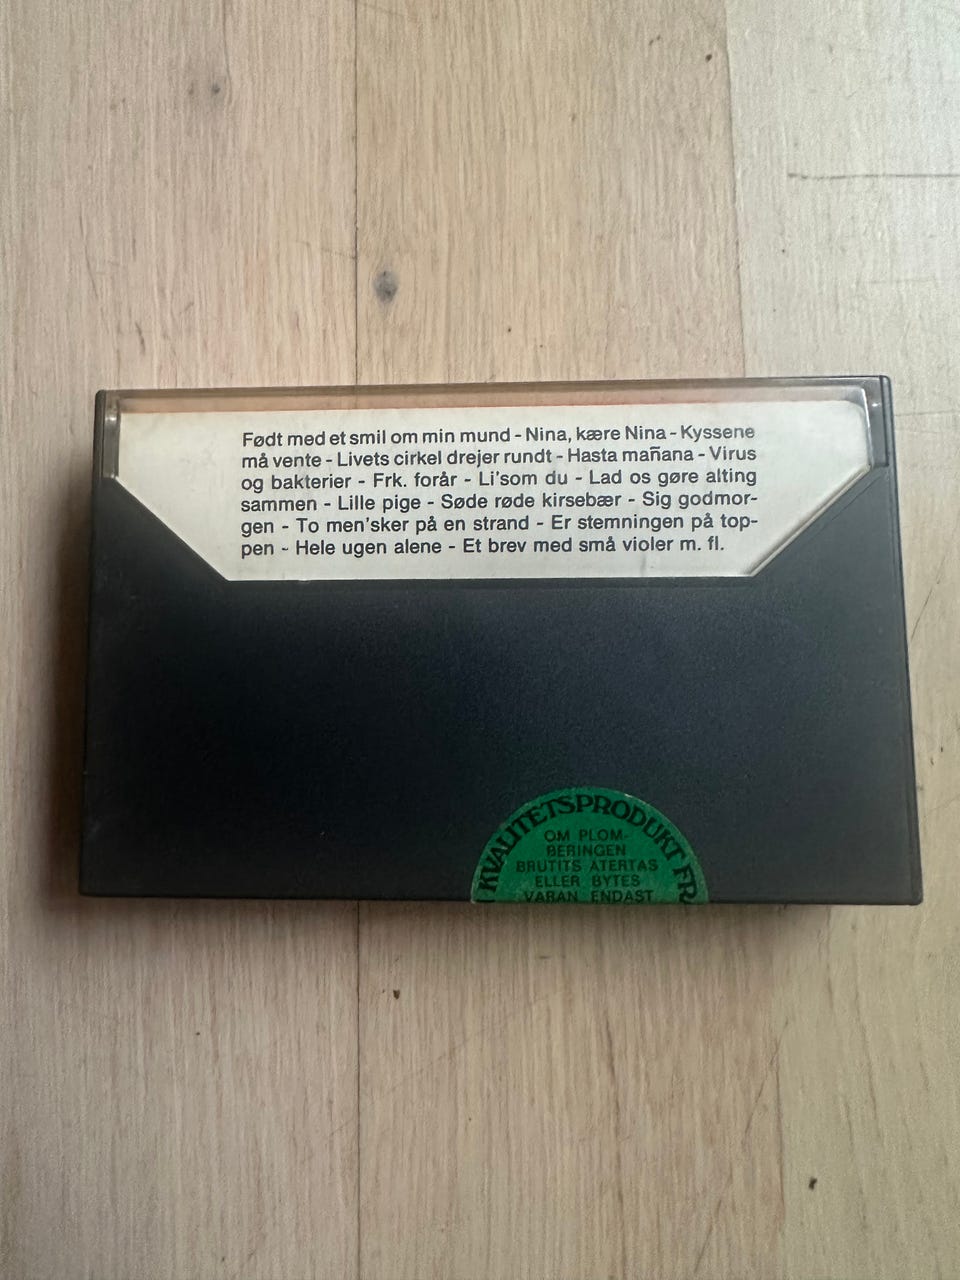 Født med et smil om min mund - Nina, kære Nina - Kyssene
må vente - Livets cirkel drejer rundt - Hasta mañana - Virus
og bakterier - Frk. forår - Li'som du - Lad os gøre alting
sammen - Lille pige - Søde røde kirsebær - Sig godmor-
gen - To men'sker på en strand - Er stemningen på top-
pen - Hele ugen alene - Et brev med små violer m. fl.
KVALITETSPRODUKT
OM PLOM-
BERINGEN
BRUTITS ÅTERTAS
ELLER BYTES
VARAN ENDAST